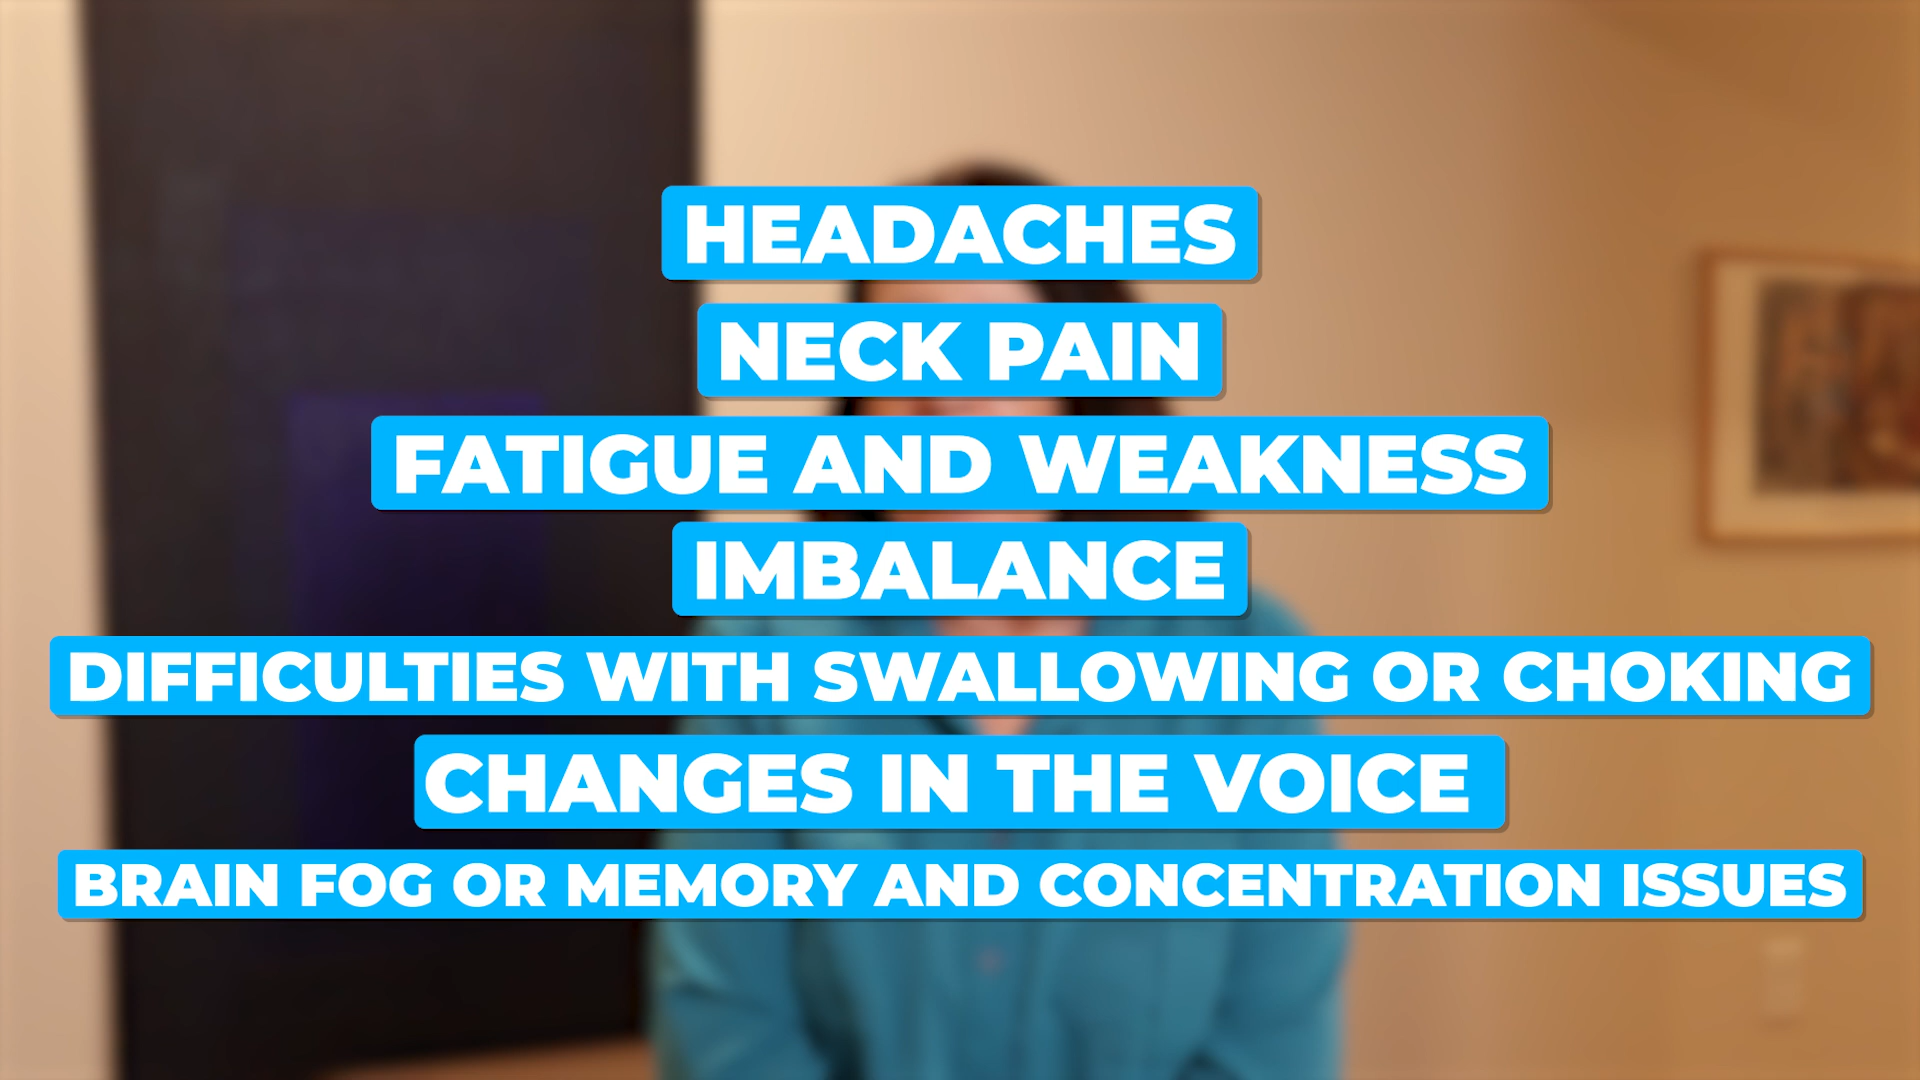 HEADACHES
NECK PAIN
FATIGUE AND WEAKNESS
IMBALANCE
DIFFICULTIES WITH SWALLOWING OR CHOKING
CHANGES IN THE VOICE
BRAIN FOG OR MEMORY AND CONCENTRATION ISSUES